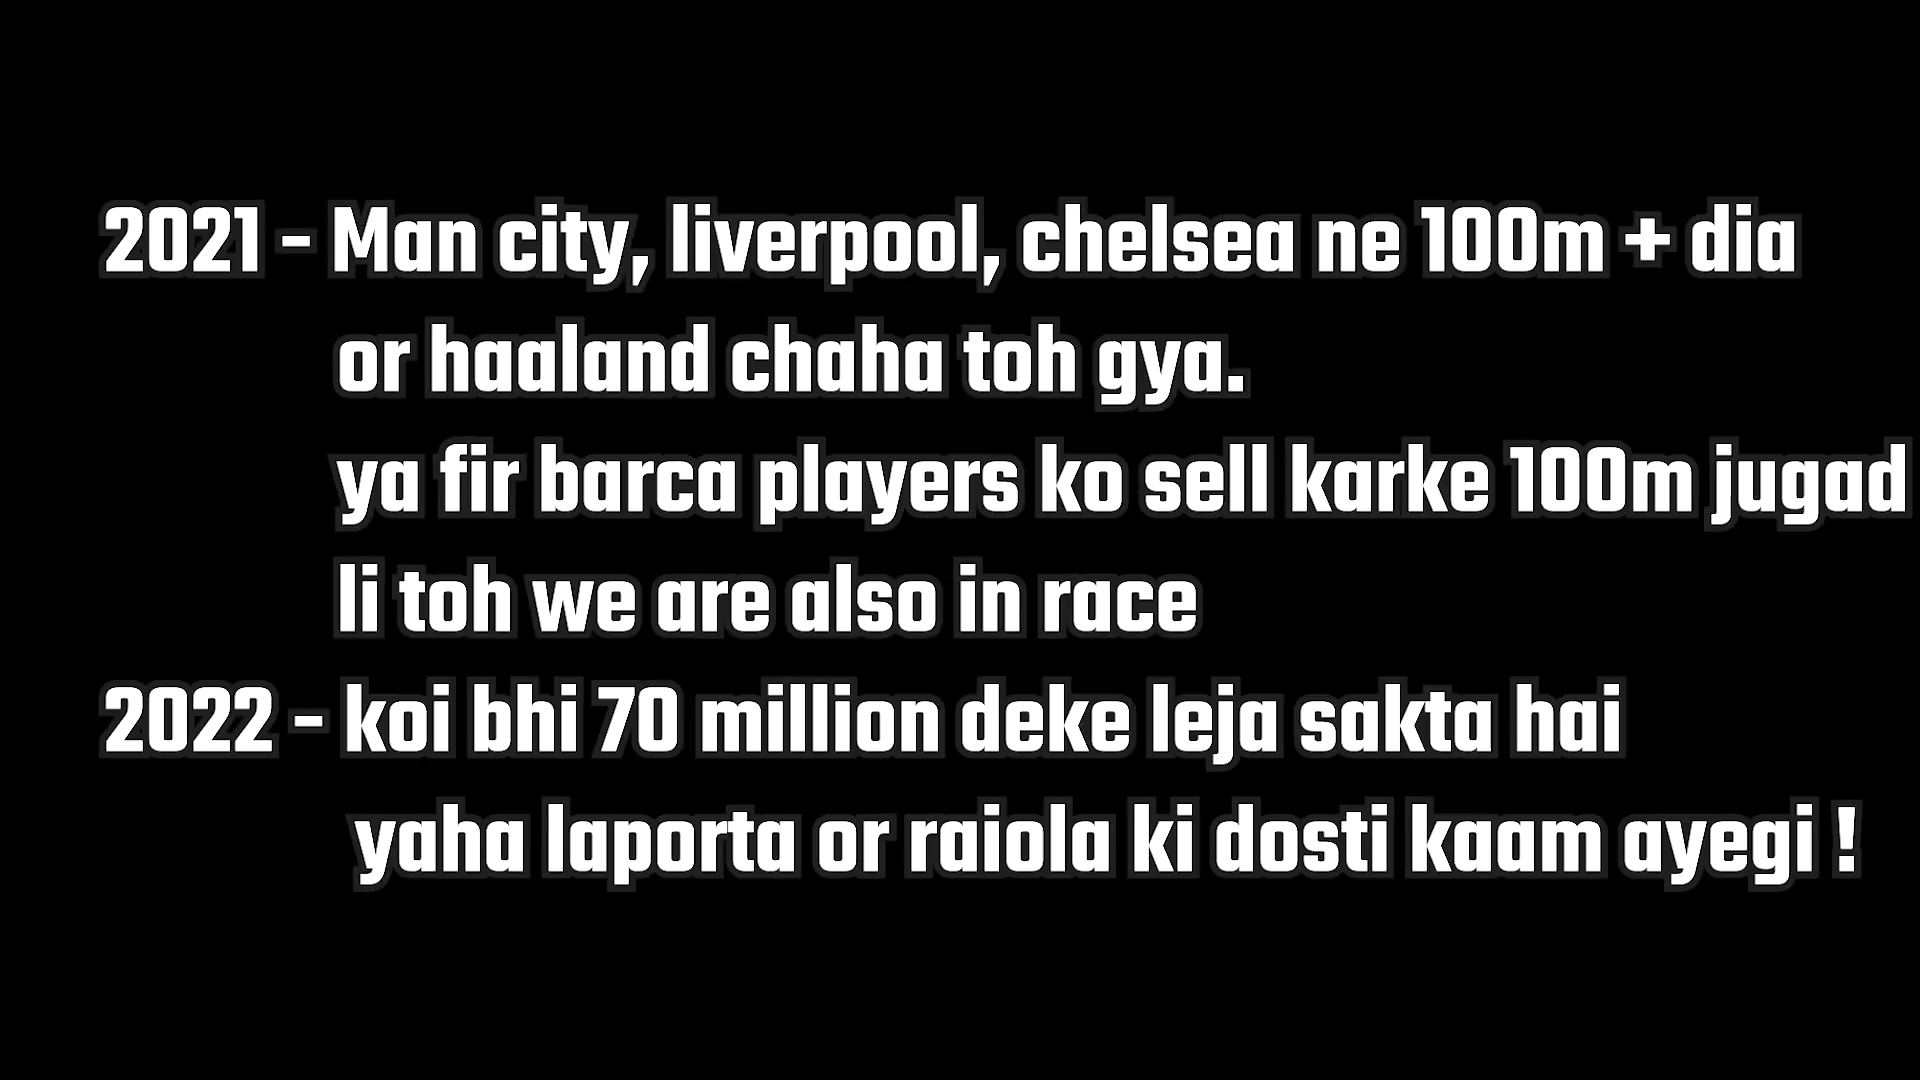 2021 - Man city, liverpool, chelsea ne 100m + dia
or haaland chaha toh gya.
ya fir barca players ko sell karke 100m jugad
li toh we are also in race
2022 - koi bhi 70 million deke leja sakta hai
yaha laporta or raiola ki dosti kaam ayegi !